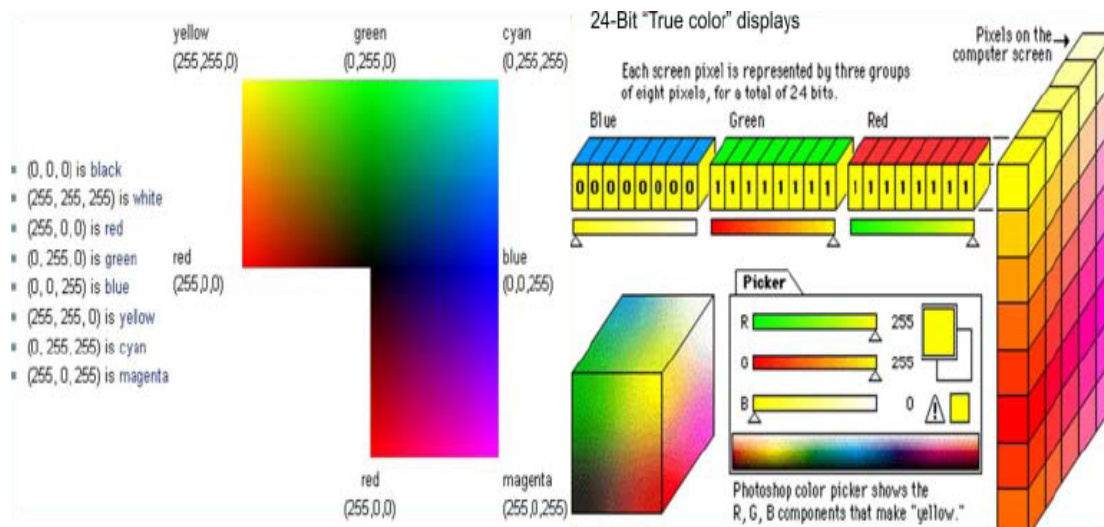 yellow
(255,255,0)
green
(0,255,0)
cyan
(0,255,255)
(0, 0, 0) is black
(255, 255, 255) is white
(255, 0, 0) is red
(0, 255, 0) is green
(0, 0, 255) is blue
(255, 255, 0) is yellow
(0, 255, 255) is cyan
(255, 0, 255) is magenta
red
(255,0,0)
blue
(0,0,255)
red
(255,0,0)
magenta
(255,0,255)
24-Bit “True color” displays
Pixels on the
computer screen
Each screen pixel is represented by three groups
of eight pixels, for a total of 24 bits.
Blue Green Red
0 0 0 0 0 0 0 0 1 1 1 1 1 1 1 1 1 1 1 1 1 1 1 1
Picker
R 255
G 255
B 0
!
Photoshop color picker shows the
R, G, B components that make "yellow."